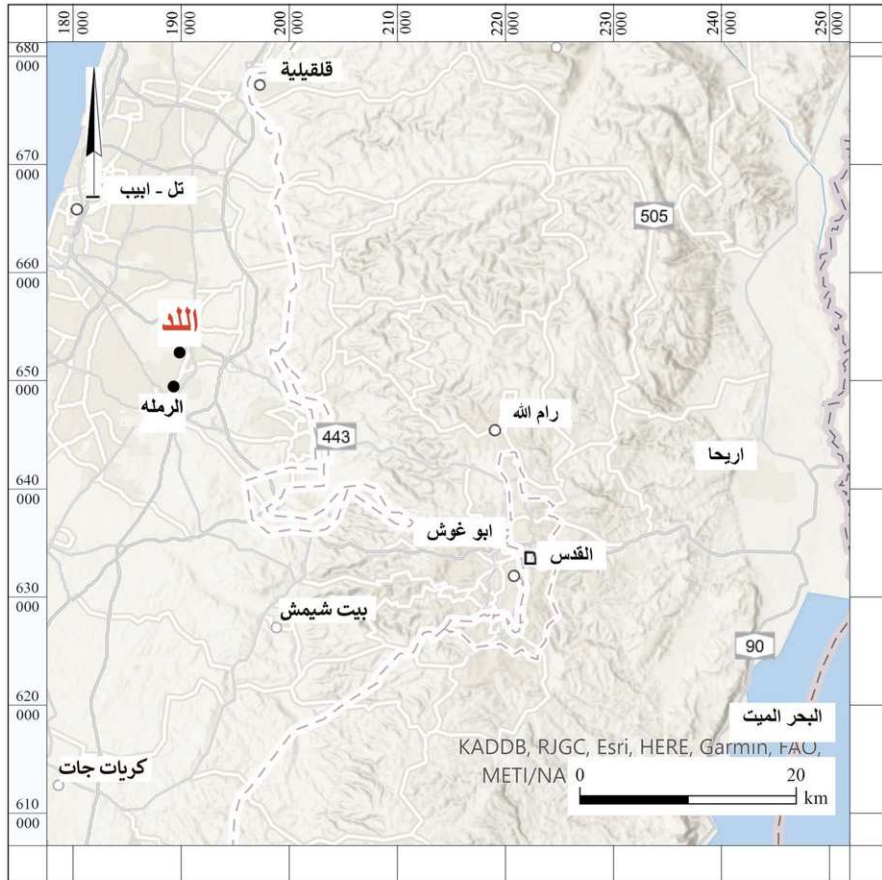 180 000
190 000
200 000
210 000
220 000
230 000
240 000
250 000
680 000
قلقيلية
670 000
تل - ابيب
505
660 000
اللد
650 000
الرمله
رام الله
443
اريحا
640 000
ابو غوش
القدس
630 000
بيت شيمش
90
620 000
البحر الميت
KADDB, RJGC, Esri, HERE, Garmin, FAO,
METI/NA
كريات جات
0 20
km
610 000